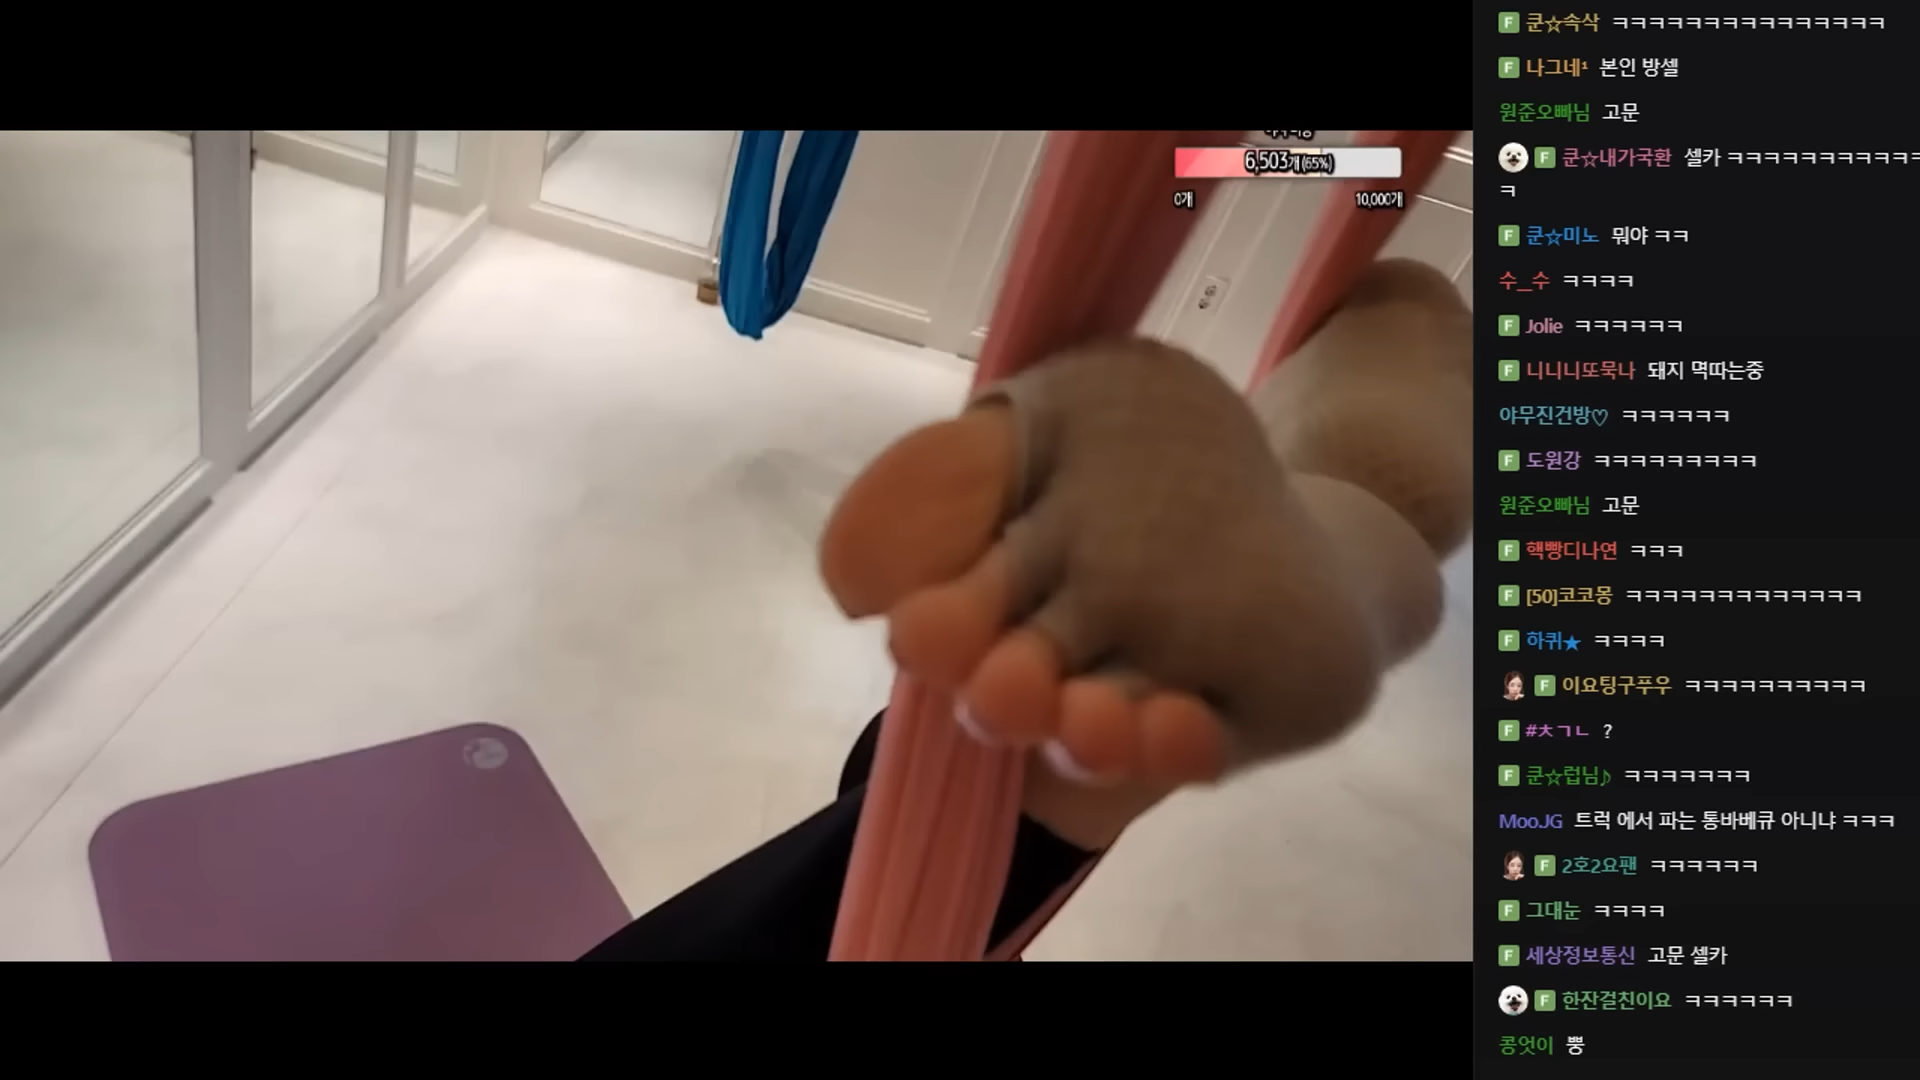 6,503개(65%)
0개 10,000개
F 쿤☆속삭 ㅋㅋㅋㅋㅋㅋㅋㅋㅋㅋㅋㅋㅋㅋㅋ
F 나그네¹ 본인 방셀
원준오빠님 고문
F 쿤☆내가국환 셀카 ㅋㅋㅋㅋㅋㅋㅋㅋㅋㅋㅋ
ㅋ
F 쿤☆미노 뭐야 ㅋㅋ
수_수 ㅋㅋㅋㅋ
F Jolie ㅋㅋㅋㅋㅋㅋ
F 니니니또묵나 돼지 멱따는중
야무진건방♡ ㅋㅋㅋㅋㅋㅋ
F 도원강 ㅋㅋㅋㅋㅋㅋㅋㅋㅋ
원준오빠님 고문
F 핵빵디나연 ㅋㅋㅋ
F [50]코코몽 ㅋㅋㅋㅋㅋㅋㅋㅋㅋㅋㅋㅋㅋ
F 하퀴★ ㅋㅋㅋㅋ
F 이요팅구푸우 ㅋㅋㅋㅋㅋㅋㅋㅋㅋㅋ
F #ㅊㄱㄴ ?
F 쿤☆럽님♪ ㅋㅋㅋㅋㅋㅋㅋ
MooJG 트럭 에서 파는 통바베큐 아니냐 ㅋㅋㅋ
F 2호2요팬 ㅋㅋㅋㅋㅋㅋ
F 그대눈 ㅋㅋㅋㅋ
F 세상정보통신 고문 셀카
F 한잔걸친이요 ㅋㅋㅋㅋㅋㅋ
콩엇이 뿡